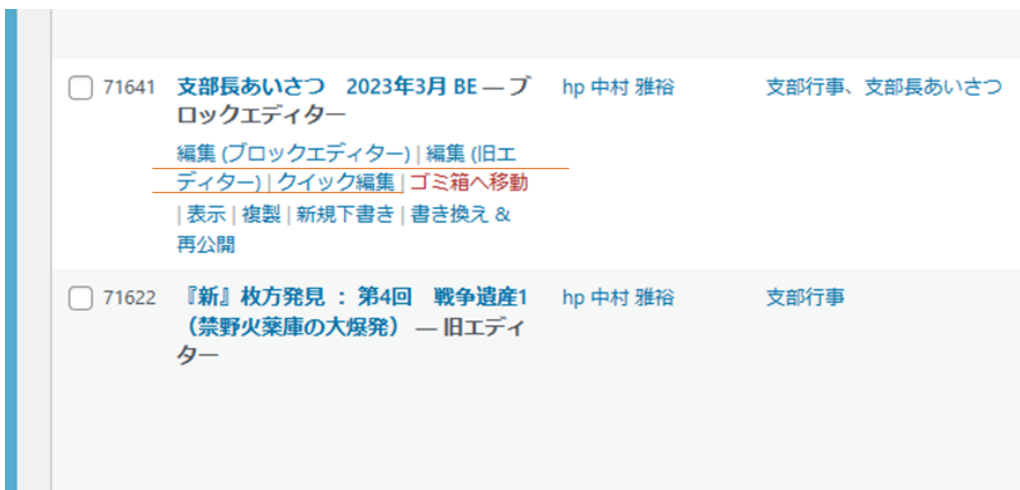 71641 支部長あいさつ　2023年3月 BE — ブ hp 中村 雅裕 支部行事、支部長あいさつ
ロックエディター
編集 (ブロックエディター) | 編集 (旧エ
ディター) | クイック編集 | ゴミ箱へ移動
| 表示 | 複製 | 新規下書き | 書き換え &
再公開
71622 『新』枚方発見 : 第4回　戦争遺産1 hp 中村 雅裕 支部行事
（禁野火薬庫の大爆発） — 旧エディ
ター